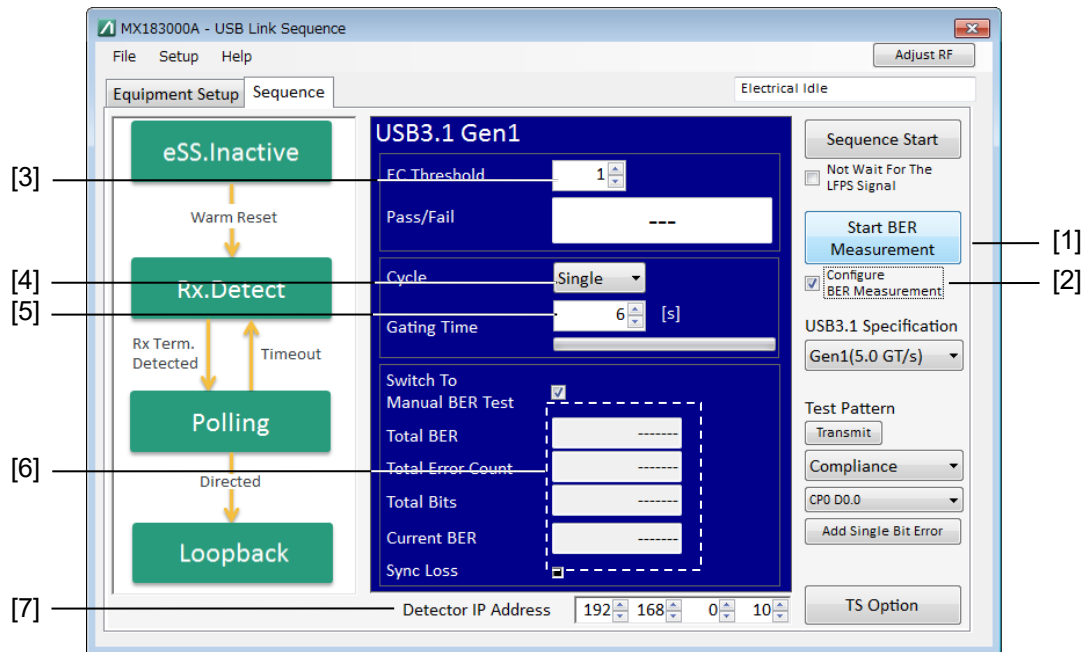 MX183000A - USB Link Sequence
File Setup Help
Adjust RF
Equipment Setup
Sequence
Electrical Idle
eSS.Inactive
Warm Reset
Rx.Detect
Rx Term.
Detected
Timeout
Polling
Directed
Loopback
USB3.1 Gen1
EC Threshold
1
Pass/Fail
---
Cycle
Single
Gating Time
6
[s]
Switch To
Manual BER Test
Total BER
-------
Total Error Count
-------
Total Bits
-------
Current BER
-------
Sync Loss
Detector IP Address
192 168 0 10
Sequence Start
Not Wait For The
LFPS Signal
Start BER
Measurement
Configure
BER Measurement
USB3.1 Specification
Gen1(5.0 GT/s)
Test Pattern
Transmit
Compliance
CP0 D0.0
Add Single Bit Error
TS Option
[3]
[4]
[5]
[6]
[7]
[1]
[2]